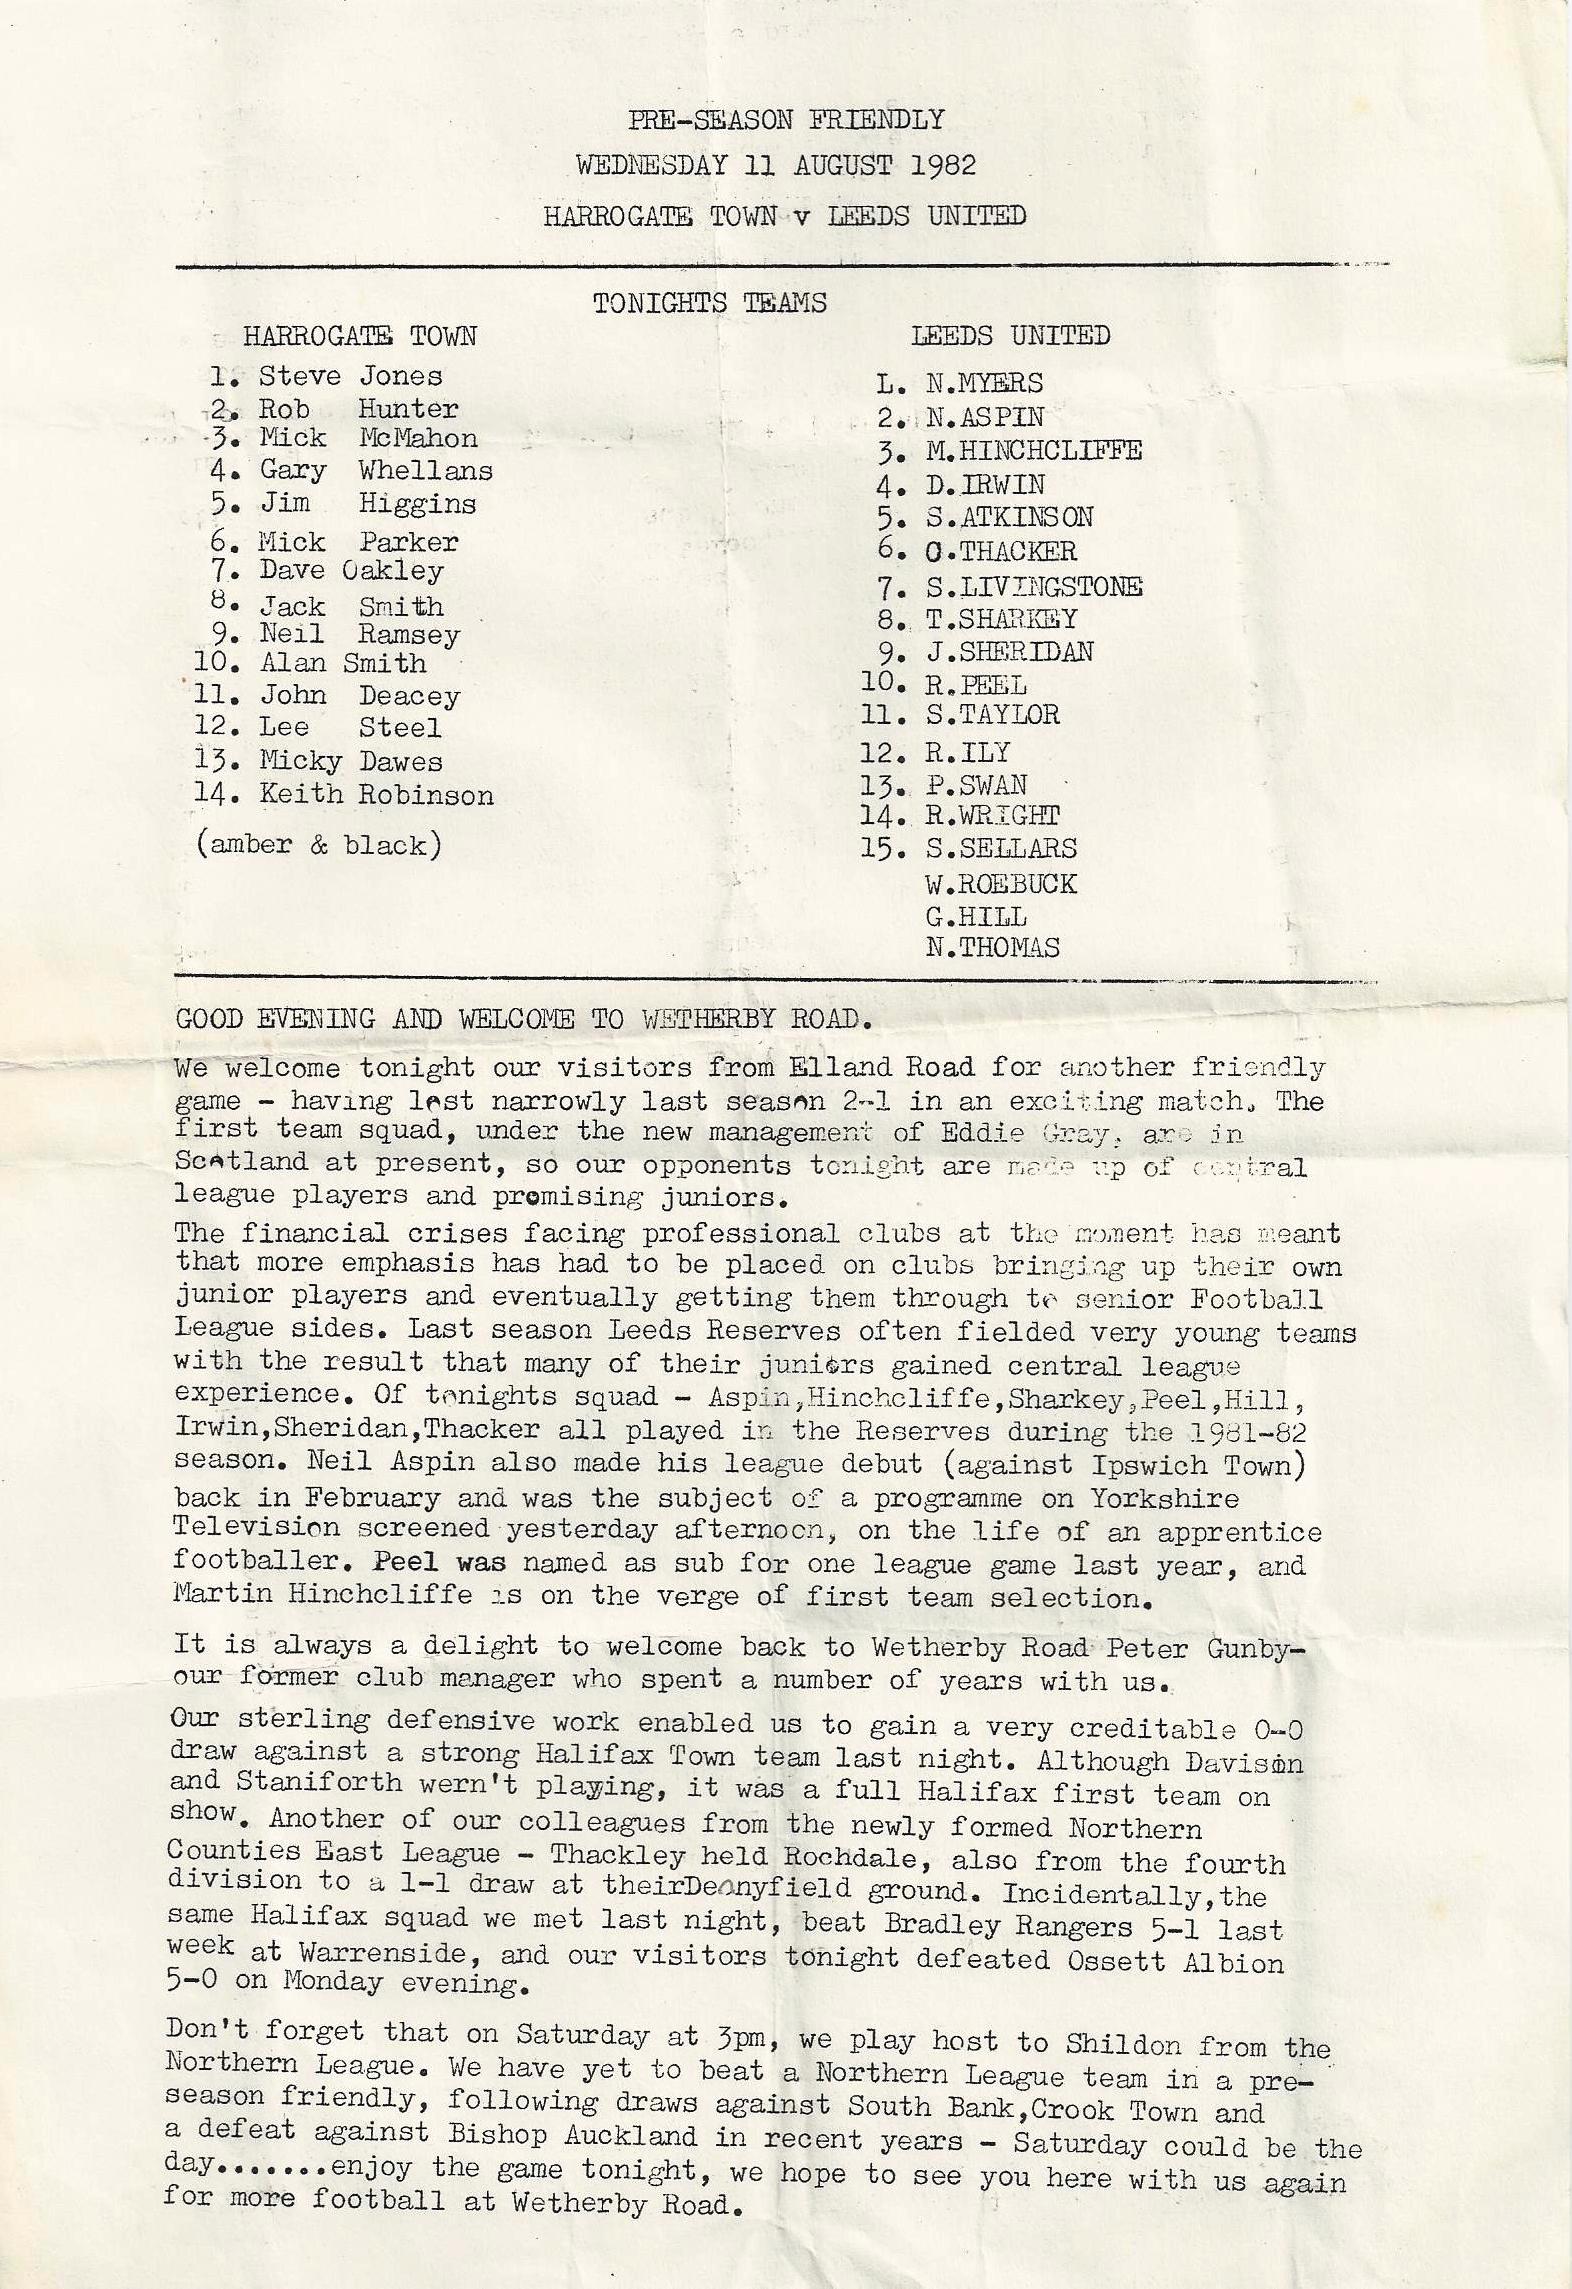 PRE-SEASON FRIENDLY
WEDNESDAY 11 AUGUST 1982
HARROGATE TOWN v LEEDS UNITED
TONIGHTS TEAMS
HARROGATE TOWN
1. Steve Jones
2. Rob Hunter
3. Mick McMahon
4. Gary Whellans
5. Jim Higgins
6. Mick Parker
7. Dave Oakley
8. Jack Smith
9. Neil Ramsey
10. Alan Smith
11. John Deacey
12. Lee Steel
13. Micky Dawes
14. Keith Robinson
(amber & black)
LEEDS UNITED
L. N.MYERS
2. N.ASPIN
3. M.HINCHCLIFFE
4. D.IRWIN
5. S.ATKINSON
6. O.THACKER
7. S.LIVINGSTONE
8. T.SHARKEY
9. J.SHERIDAN
10. R.PEEL
11. S.TAYLOR
12. R.ILY
13. P.SWAN
14. R.WRIGHT
15. S.SELLARS
W.ROEBUCK
G.HILL
N.THOMAS
GOOD EVENING AND WELCOME TO WETHERBY ROAD.
We welcome tonight our visitors from Elland Road for another friendly
game - having lost narrowly last season 2-1 in an exciting match. The
first team squad, under the new management of Eddie Gray, are in
Scotland at present, so our opponents tonight are made up of central
league players and promising juniors.
The financial crises facing professional clubs at the moment has meant
that more emphasis has had to be placed on clubs bringing up their own
junior players and eventually getting them through to senior Football
League sides. Last season Leeds Reserves often fielded very young teams
with the result that many of their juniors gained central league
experience. Of tonights squad - Aspin,Hinchcliffe,Sharkey,Peel,Hill,
Irwin,Sheridan,Thacker all played in the Reserves during the 1981-82
season. Neil Aspin also made his league debut (against Ipswich Town)
back in February and was the subject of a programme on Yorkshire
Television screened yesterday afternoon, on the life of an apprentice
footballer. Peel was named as sub for one league game last year, and
Martin Hinchcliffe is on the verge of first team selection.
It is always a delight to welcome back to Wetherby Road Peter Gunby-
our former club manager who spent a number of years with us.
Our sterling defensive work enabled us to gain a very creditable 0-0
draw against a strong Halifax Town team last night. Although Davison
and Staniforth wern't playing, it was a full Halifax first team on
show. Another of our colleagues from the newly formed Northern
Counties East League - Thackley held Rochdale, also from the fourth
division to a 1-1 draw at theirDennyfield ground. Incidentally,the
same Halifax squad we met last night, beat Bradley Rangers 5-1 last
week at Warrenside, and our visitors tonight defeated Ossett Albion
5-0 on Monday evening.
Don't forget that on Saturday at 3pm, we play host to Shildon from the
Northern League. We have yet to beat a Northern League team in a pre-
season friendly, following draws against South Bank,Crook Town and
a defeat against Bishop Auckland in recent years - Saturday could be the
day.......enjoy the game tonight, we hope to see you here with us again
for more football at Wetherby Road.